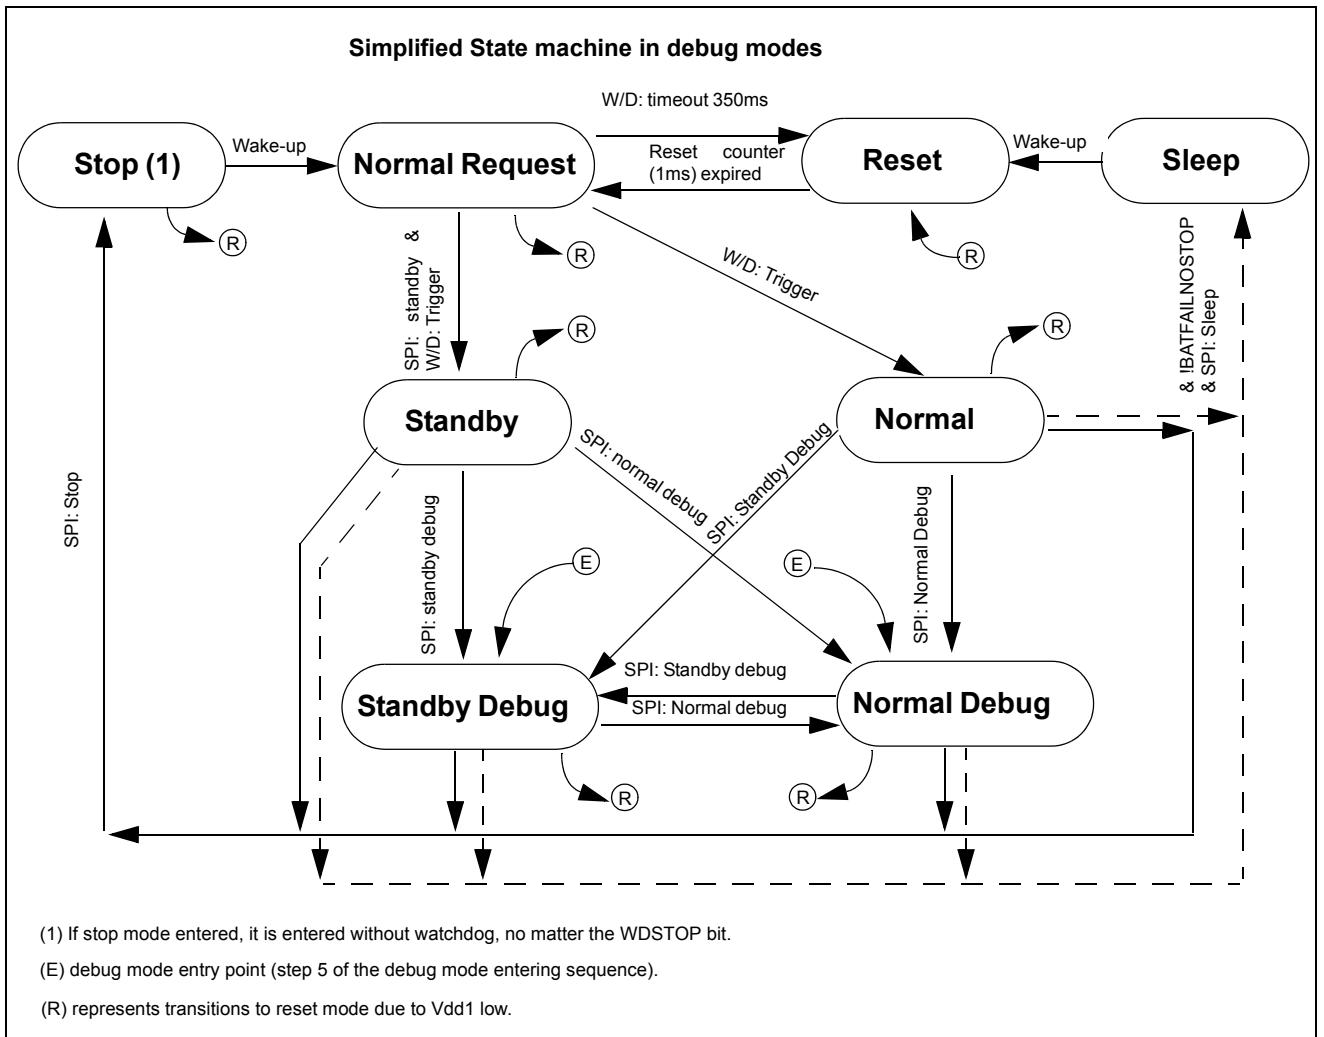 Simplified State machine in debug modes
W/D: timeout 350ms
Stop (1)
Wake-up
Normal Request
Reset counter
(1ms) expired
Reset
Wake-up
Sleep
R
R
R
SPI: standby &
W/D: Trigger
W/D: Trigger
& !BATFAILNOSTOP
& SPI: Sleep
R
R
Standby
Normal
SPI: Stop
SPI: standby debug
SPI: normal debug
SPI: Standby Debug
SPI: Normal Debug
E
E
SPI: Standby debug
Standby Debug
SPI: Normal debug
Normal Debug
R
R
(1) If stop mode entered, it is entered without watchdog, no matter the WDSTOP bit.
(E) debug mode entry point (step 5 of the debug mode entering sequence).
(R) represents transitions to reset mode due to Vdd1 low.